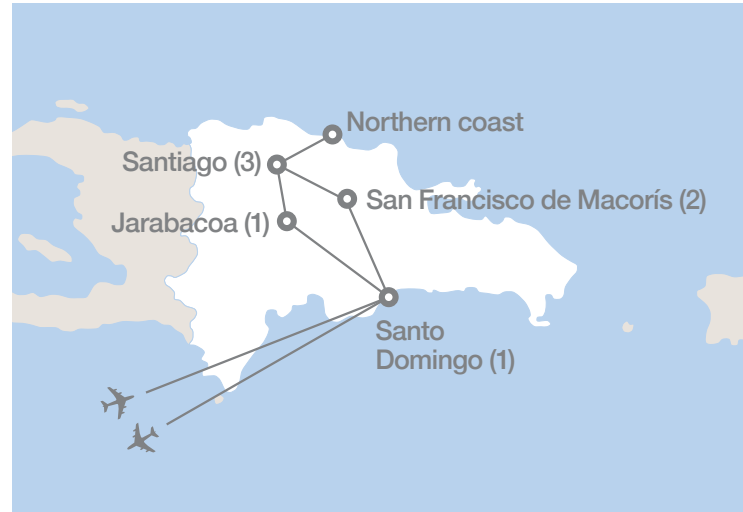 Northern coast
Santiago (3)
San Francisco de Macorís (2)
Jarabacoa (1)
Santo
Domingo (1)